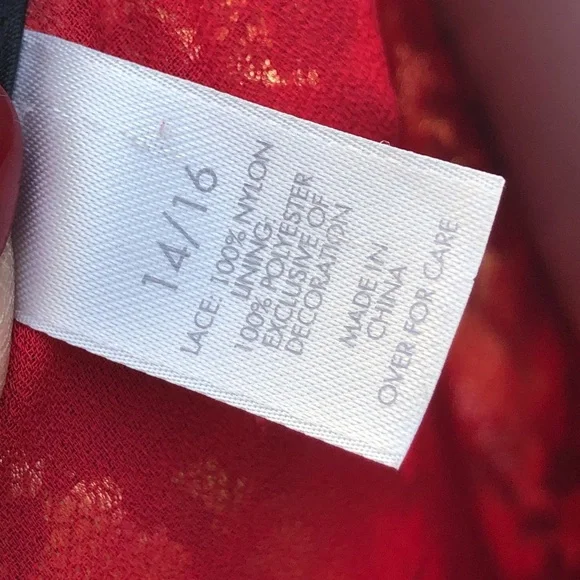 14/16
LACE: 100% NYLON
LINING:
100% POLYESTER
EXCLUSIVE OF
DECORATION
MADE IN
CHINA
OVER FOR CARE